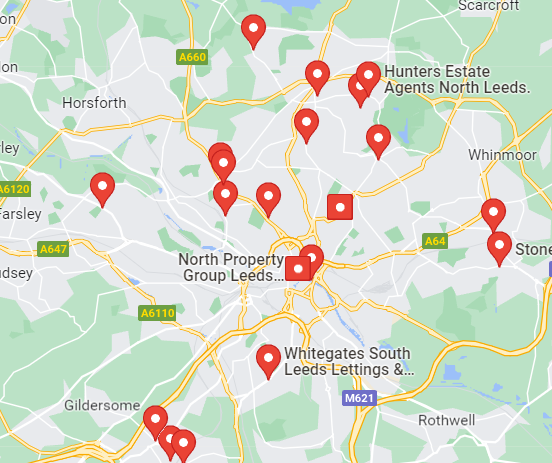 Scarcroft
A660
on
Hunters Estate
Agents North Leeds.
Horsforth
ley
Whinmoor
A6120
Farsley
A64
A647
Stone
North Property
Group Leeds...
udsey
A6110
Whitegates South
Leeds Lettings &...
M621
Gildersome
Rothwell